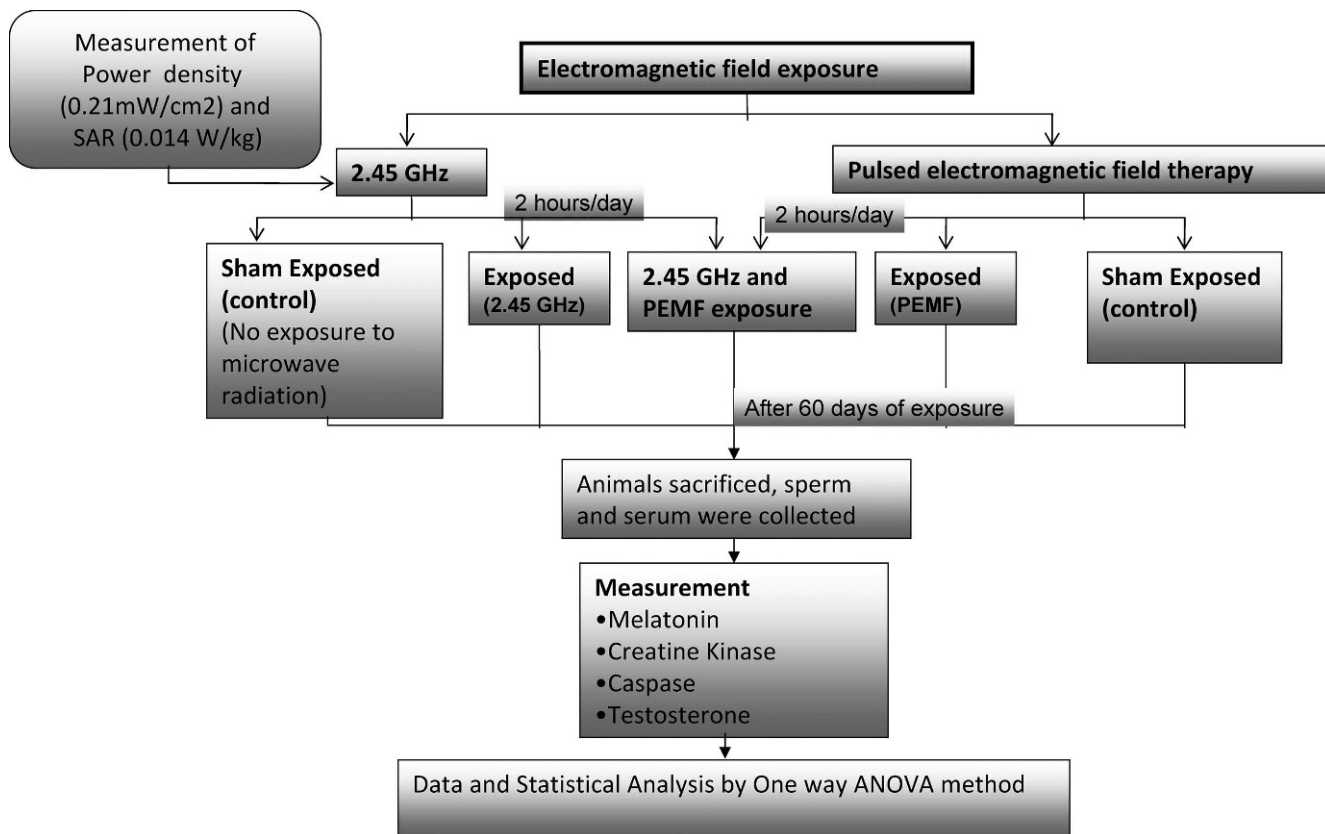 Measurement of
Power density
(0.21mW/cm2) and
SAR (0.014 W/kg)
Electromagnetic field exposure
2.45 GHz
Pulsed electromagnetic field therapy
2 hours/day
2 hours/day
Sham Exposed
(control)
(No exposure to
microwave
radiation)
Exposed
(2.45 GHz)
2.45 GHz and
PEMF exposure
Exposed
(PEMF)
Sham Exposed
(control)
After 60 days of exposure
Animals sacrificed, sperm
and serum were collected
Measurement
•Melatonin
•Creatine Kinase
•Caspase
•Testosterone
Data and Statistical Analysis by One way ANOVA method